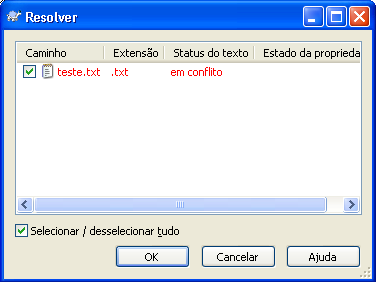 Resolver
Caminho Extensão Status do texto Estado da proprieda
teste.txt .txt em conflito
Selecionar / desselecionar tudo
OK Cancelar Ajuda